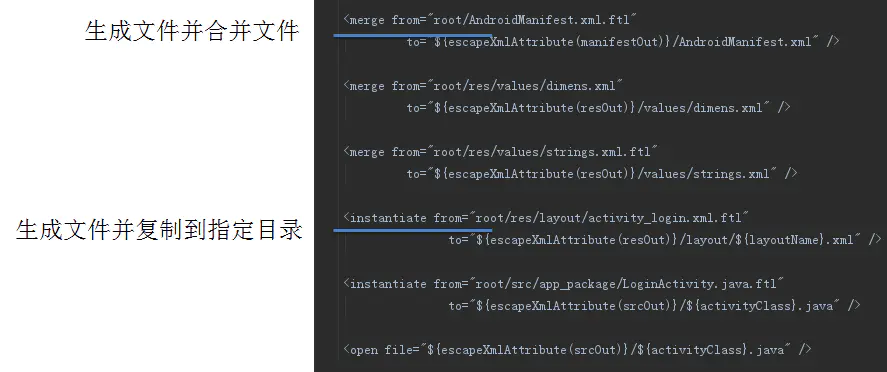 生成文件并合并文件
<merge from="root/AndroidManifest.xml.ftl"
to="${escapeXmlAttribute(manifestOut)}/AndroidManifest.xml" />
<merge from="root/res/values/dimens.xml"
to="${escapeXmlAttribute(resOut)}/values/dimens.xml" />
<merge from="root/res/values/strings.xml.ftl"
to="${escapeXmlAttribute(resOut)}/values/strings.xml" />
生成文件并复制到指定目录
<instantiate from="root/res/layout/activity_login.xml.ftl"
to="${escapeXmlAttribute(resOut)}/layout/${layoutName}.xml" />
<instantiate from="root/src/app_package/LoginActivity.java.ftl"
to="${escapeXmlAttribute(srcOut)}/${activityClass}.java" />
<open file="${escapeXmlAttribute(srcOut)}/${activityClass}.java" />